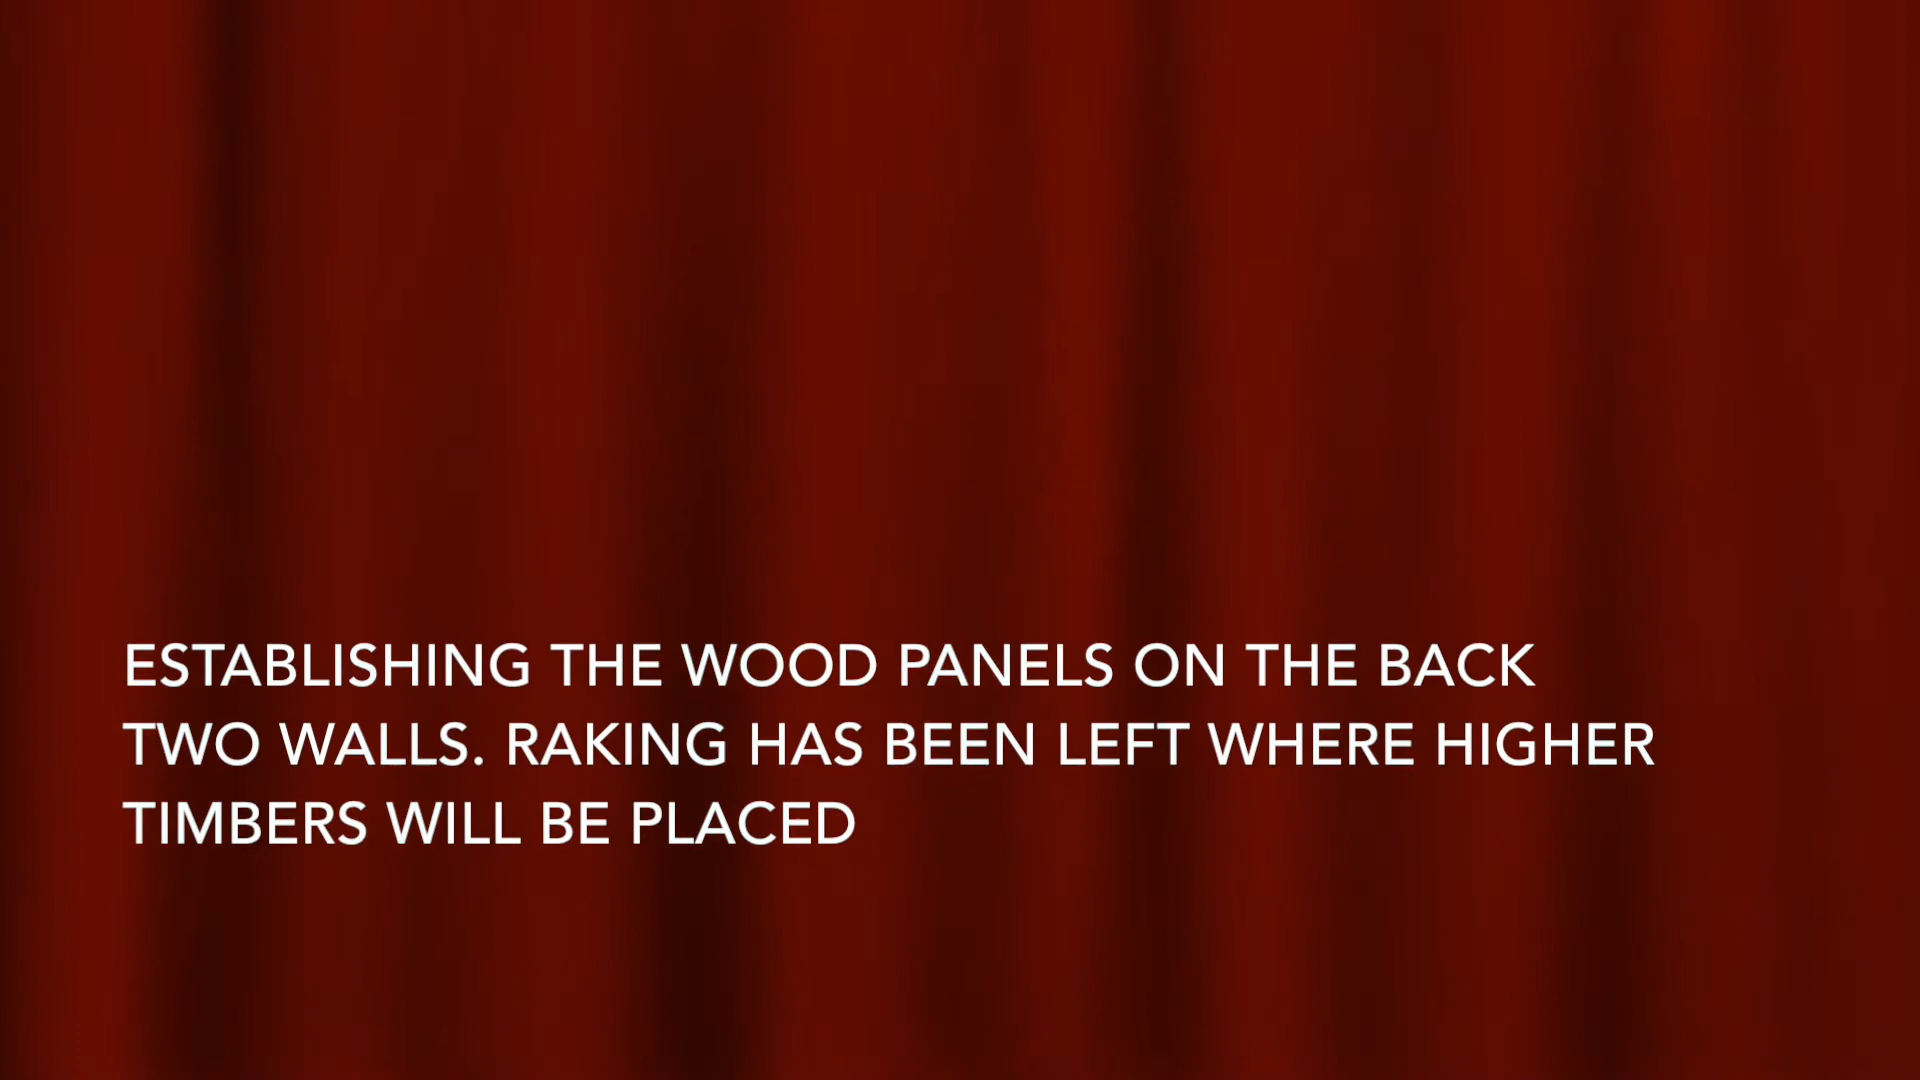 ESTABLISHING THE WOOD PANELS ON THE BACK
TWO WALLS. RAKING HAS BEEN LEFT WHERE HIGHER
TIMBERS WILL BE PLACED